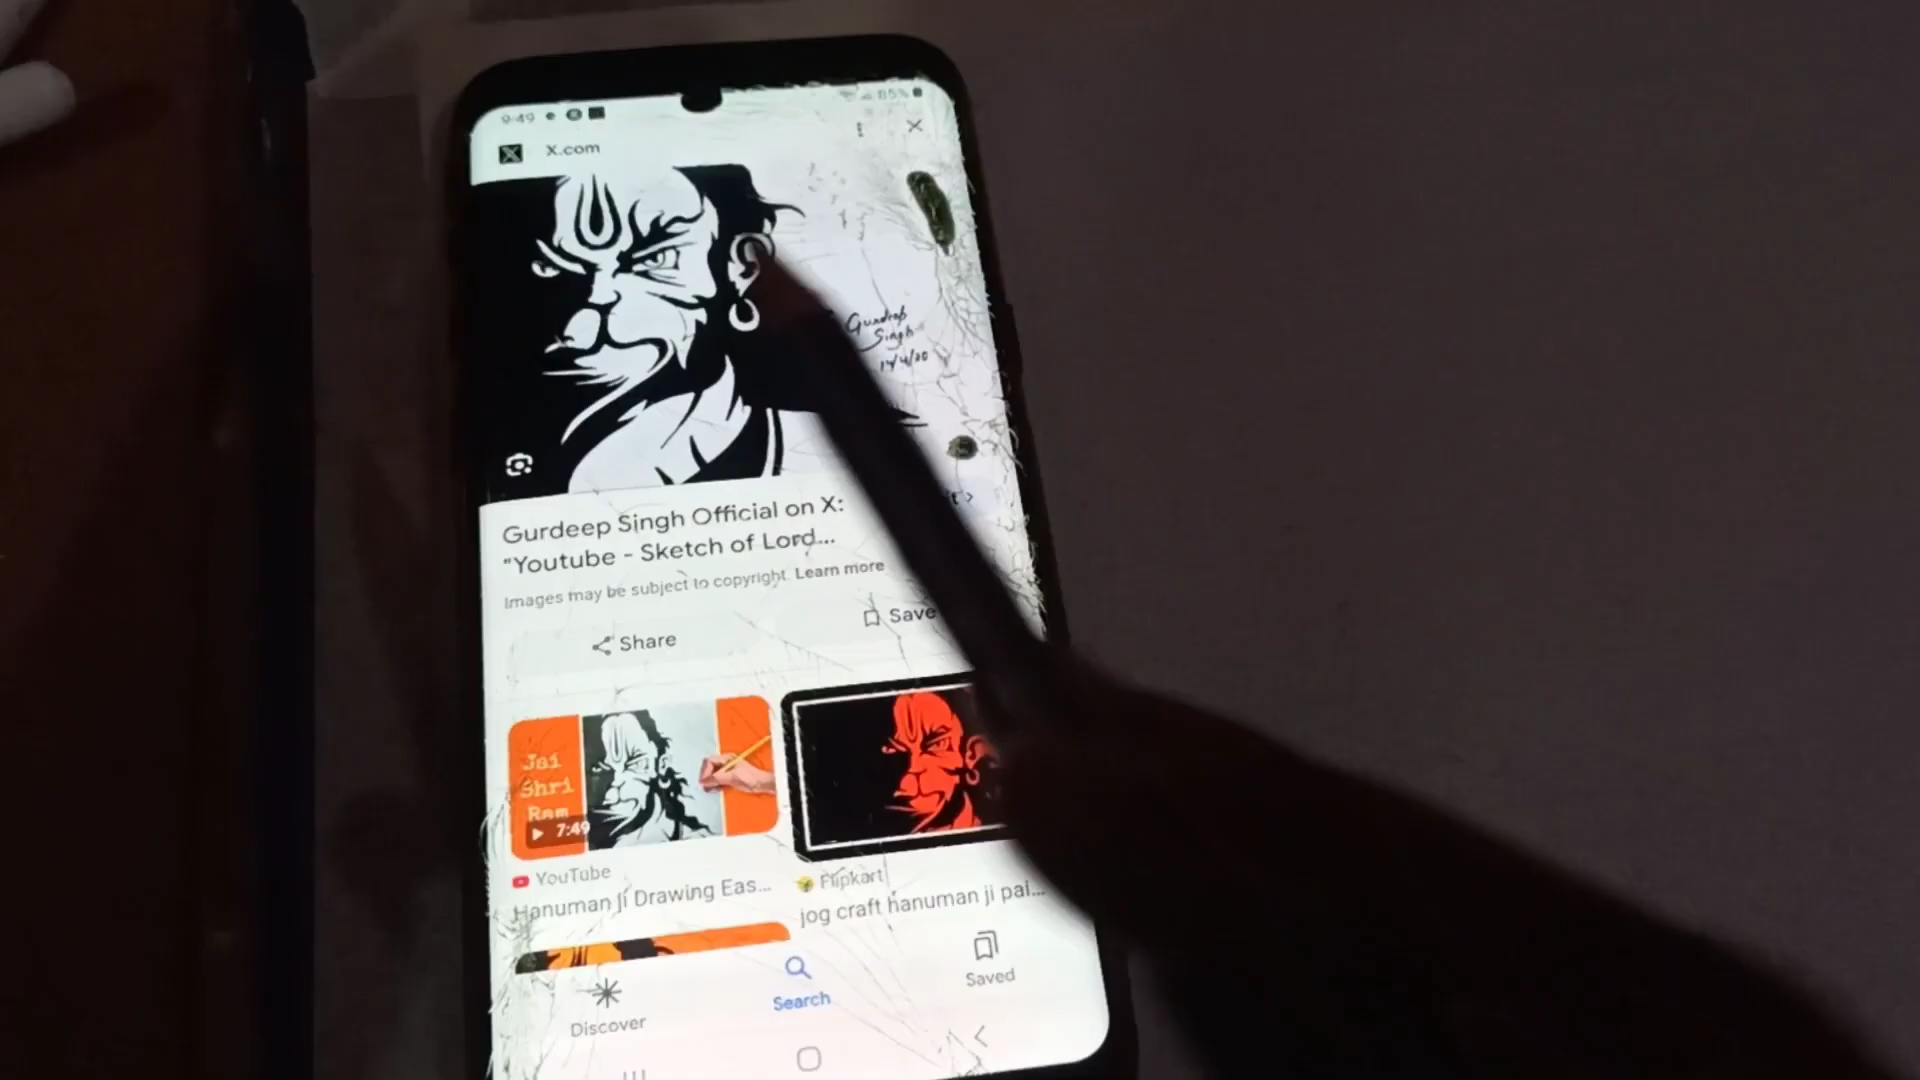 9:49
85%
X.com
Gurdeep
Singh
14/4/20
Gurdeep Singh Official on X:
"Youtube - Sketch of Lord...
Images may be subject to copyright. Learn more
Share
Save
Jai
Shri
Ram
7:49
YouTube
Flipkart
Hanuman Ji Drawing Eas...
jog craft hanuman ji pai...
Discover
Search
Saved